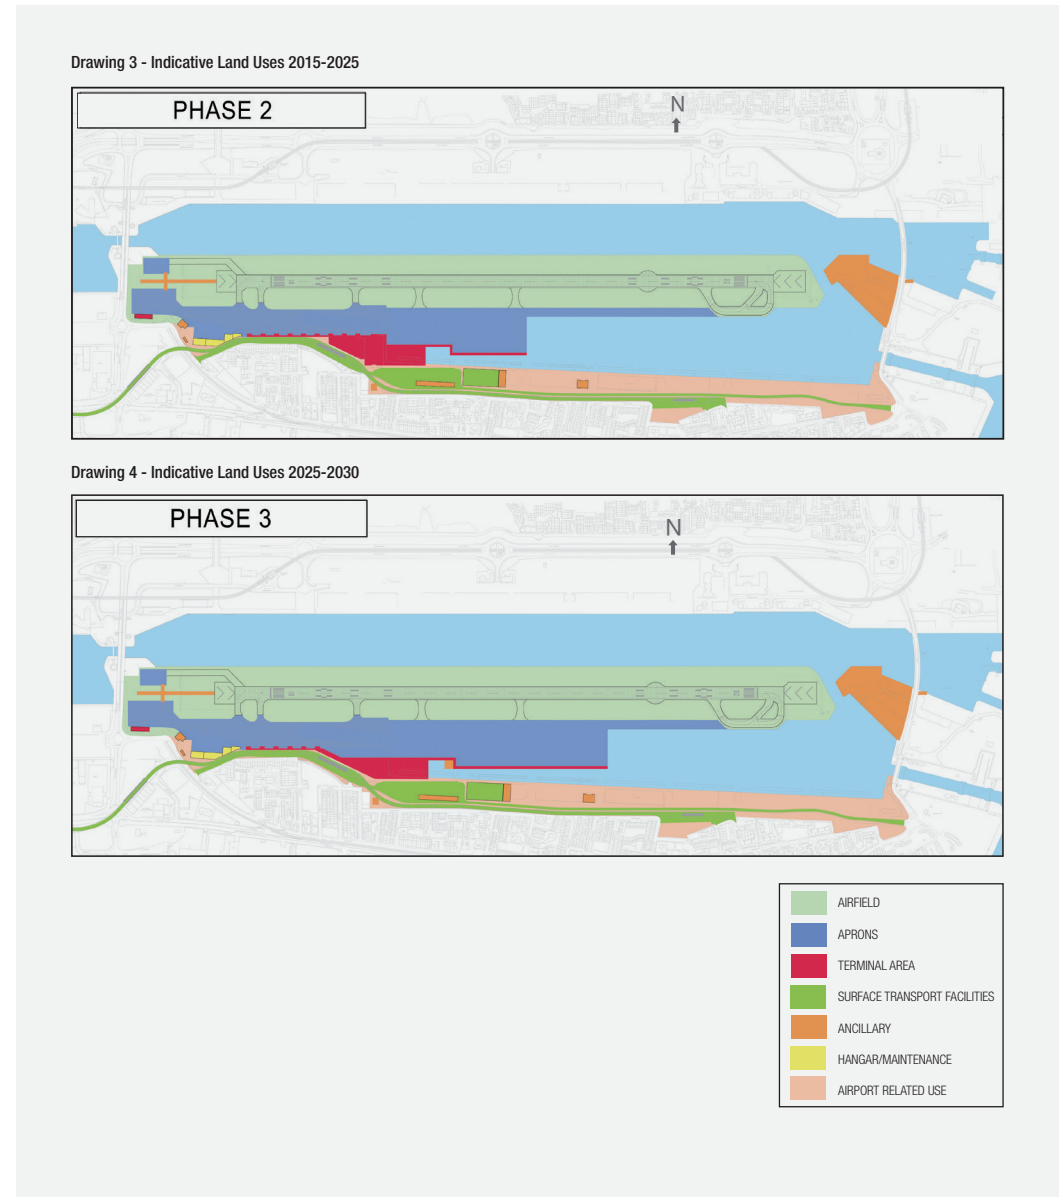 Drawing 3 - Indicative Land Uses 2015-2025
PHASE 2
N
Drawing 4 - Indicative Land Uses 2025-2030
PHASE 3
N
AIRFIELD
APRONS
TERMINAL AREA
SURFACE TRANSPORT FACILITIES
ANCILLARY
HANGAR/MAINTENANCE
AIRPORT RELATED USE